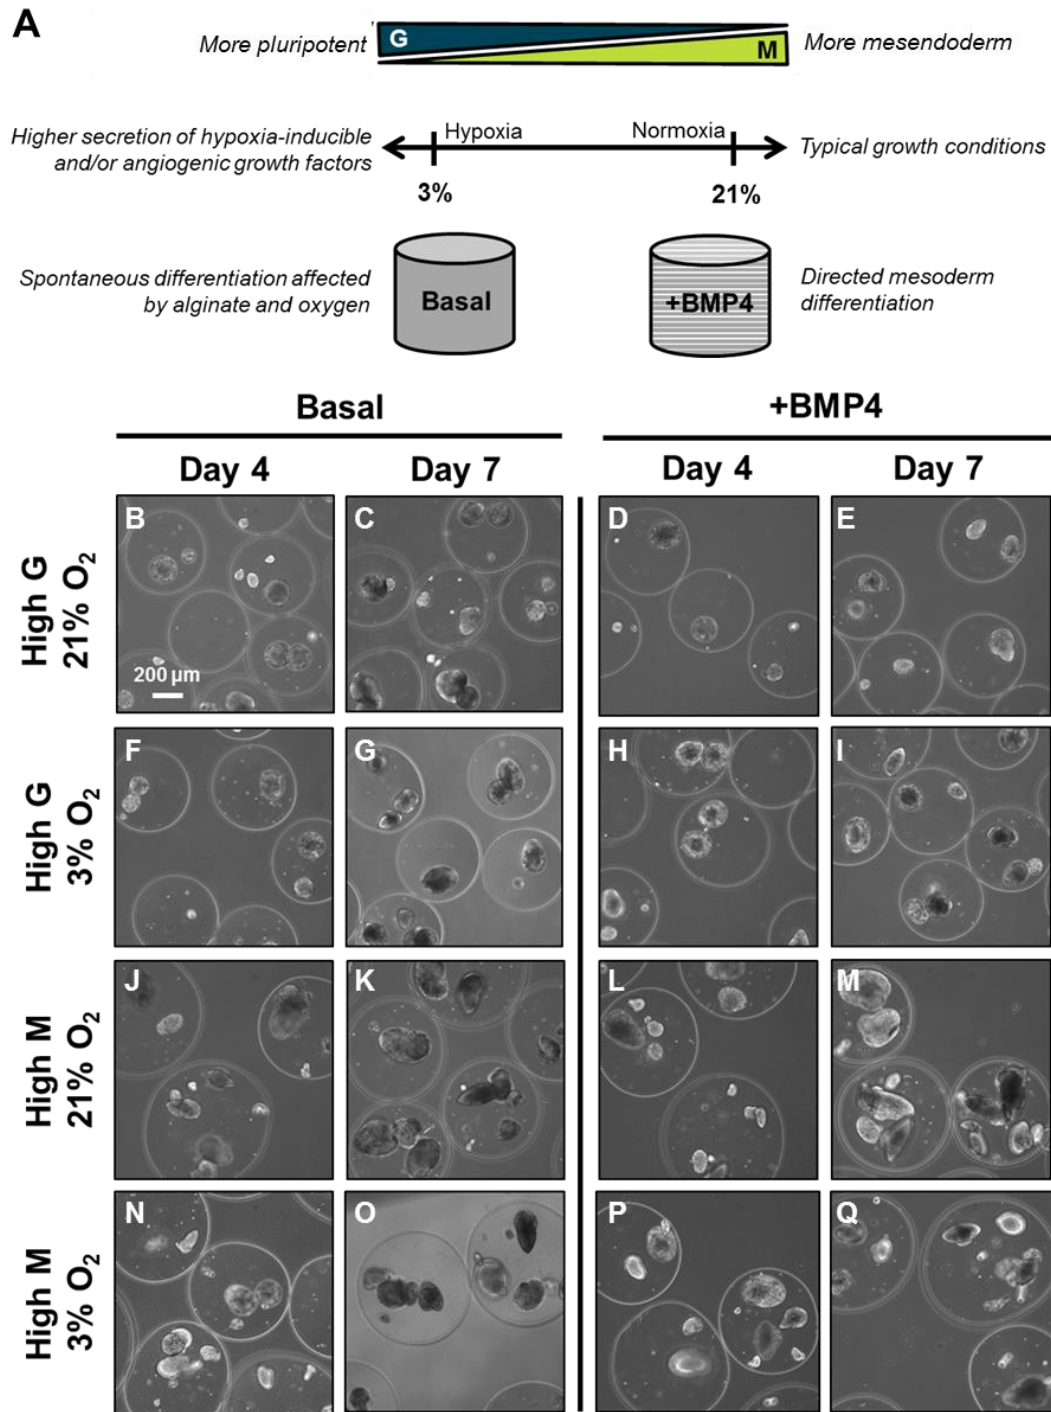 A
More pluripotent
G
M
More mesendoderm
Higher secretion of hypoxia-inducible
and/or angiogenic growth factors
Hypoxia
Normoxia
Typical growth conditions
3%
21%
Spontaneous differentiation affected
by alginate and oxygen
Basal
+BMP4
Directed mesoderm
differentiation
Basal
+BMP4
Day 4
Day 7
Day 4
Day 7
High G
21% O₂
B
C
D
E
200 µm
High G
3% O₂
F
G
H
I
High M
21% O₂
J
K
L
M
High M
3% O₂
N
O
P
Q